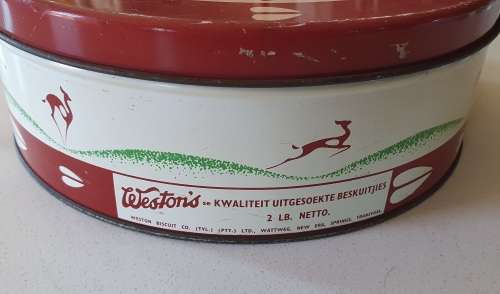 Weston's se KWALITEIT UITGESOEKTE BESKUITJIES
2 LB. NETTO.
WESTON BISCUIT CO. (TVL.) (PTY.) LTD., WATTWEG, NEW ERA, SPRINGS, TRANSVAAL.